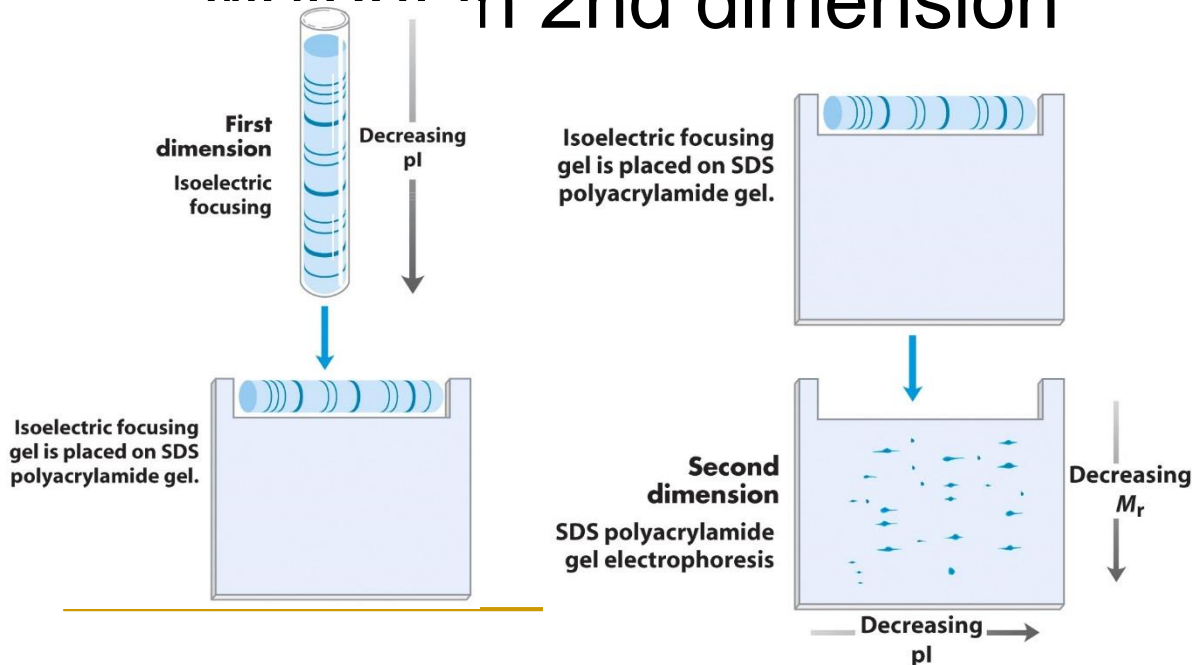 2nd dimension
First
dimension
Isoelectric
focusing
Decreasing
pI
Isoelectric focusing
gel is placed on SDS
polyacrylamide gel.
Isoelectric focusing
gel is placed on SDS
polyacrylamide gel.
Second
dimension
SDS polyacrylamide
gel electrophoresis
Decreasing
Mr
Decreasing
pI